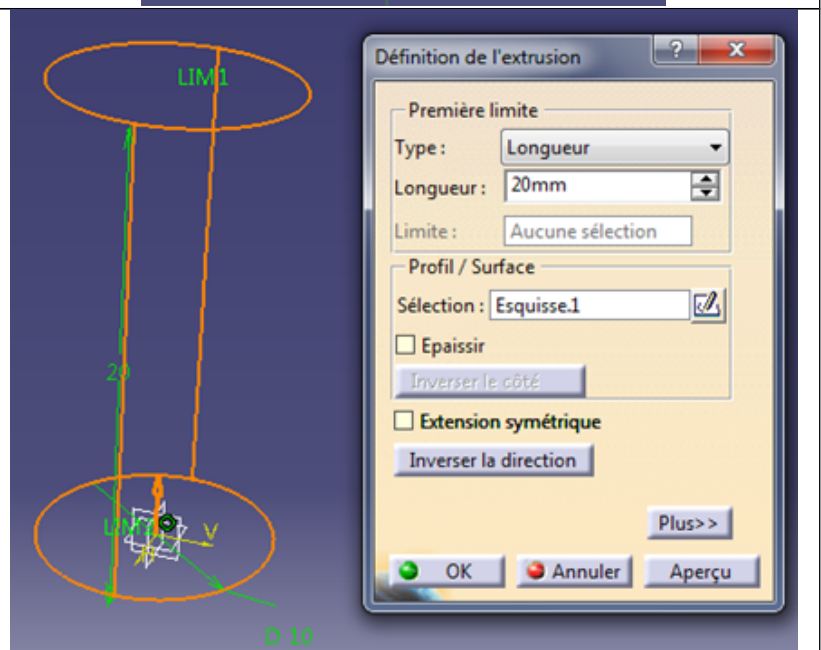 LIM1
20
LIM2
V
D 10
Définition de l'extrusion
?
X
Première limite
Type : Longueur
Longueur : 20mm
Limite : Aucune sélection
Profil / Surface
Sélection : Esquisse.1
Epaissir
Inverser le côté
Extension symétrique
Inverser la direction
Plus>>
OK Annuler Aperçu